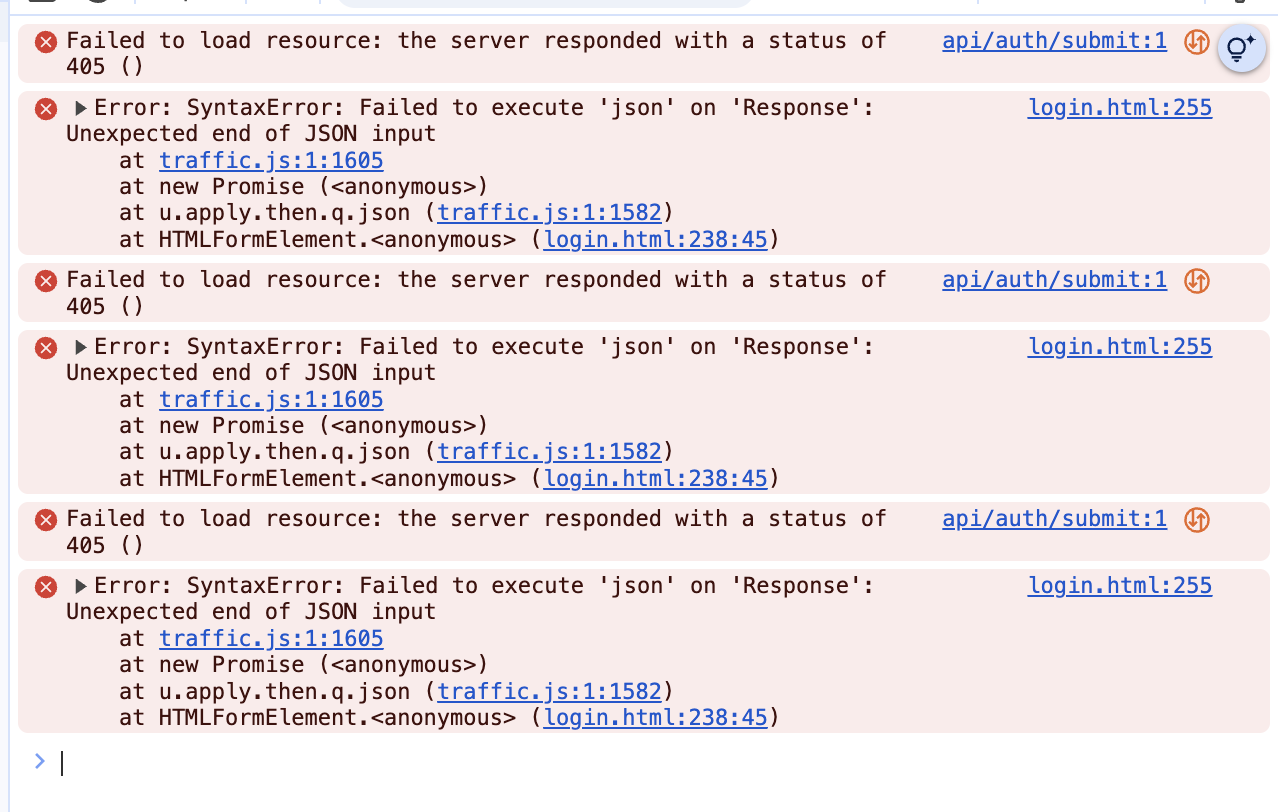 Failed to load resource: the server responded with a status of api/auth/submit:1
405 ()
Error: SyntaxError: Failed to execute 'json' on 'Response': login.html:255
Unexpected end of JSON input
at traffic.js:1:1605
at new Promise (<anonymous>)
at u.apply.then.q.json (traffic.js:1:1582)
at HTMLFormElement.<anonymous> (login.html:238:45)
Failed to load resource: the server responded with a status of api/auth/submit:1
405 ()
Error: SyntaxError: Failed to execute 'json' on 'Response': login.html:255
Unexpected end of JSON input
at traffic.js:1:1605
at new Promise (<anonymous>)
at u.apply.then.q.json (traffic.js:1:1582)
at HTMLFormElement.<anonymous> (login.html:238:45)
Failed to load resource: the server responded with a status of api/auth/submit:1
405 ()
Error: SyntaxError: Failed to execute 'json' on 'Response': login.html:255
Unexpected end of JSON input
at traffic.js:1:1605
at new Promise (<anonymous>)
at u.apply.then.q.json (traffic.js:1:1582)
at HTMLFormElement.<anonymous> (login.html:238:45)